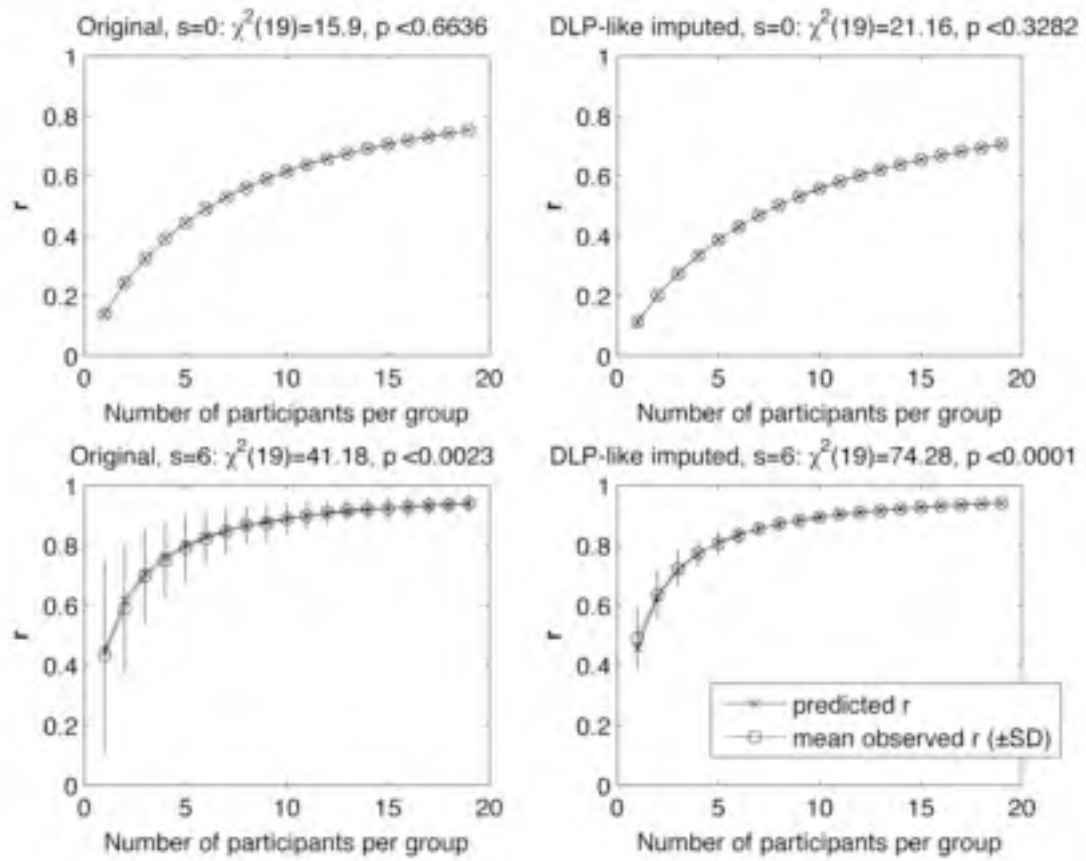 Original, s=0: χ²(19)=15.9, p <0.6636
1
0.8
0.6
0.4
0.2
0
r
0 5 10 15 20
Number of participants per group
DLP-like imputed, s=0: χ²(19)=21.16, p <0.3282
1
0.8
0.6
0.4
0.2
0
r
0 5 10 15 20
Number of participants per group
Original, s=6: χ²(19)=41.18, p <0.0023
1
0.8
0.6
0.4
0.2
0
r
0 5 10 15 20
Number of participants per group
DLP-like imputed, s=6: χ²(19)=74.28, p <0.0001
1
0.8
0.6
0.4
0.2
0
r
predicted r
mean observed r (±SD)
0 5 10 15 20
Number of participants per group